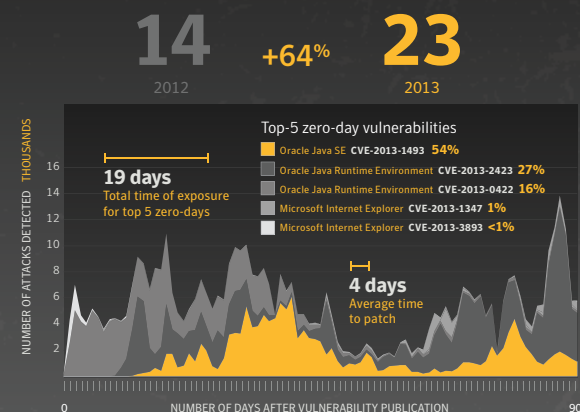 14
+64%
23
2012
2013
Top-5 zero-day vulnerabilities
Oracle Java SE CVE-2013-1493 54%
Oracle Java Runtime Environment CVE-2013-2423 27%
Oracle Java Runtime Environment CVE-2013-0422 16%
Microsoft Internet Explorer CVE-2013-1347 1%
Microsoft Internet Explorer CVE-2013-3893 <1%
19 days
Total time of exposure
for top 5 zero-days
4 days
Average time
to patch
NUMBER OF ATTACKS DETECTED THOUSANDS
16
14
12
10
8
6
4
2
0
90
NUMBER OF DAYS AFTER VULNERABILITY PUBLICATION